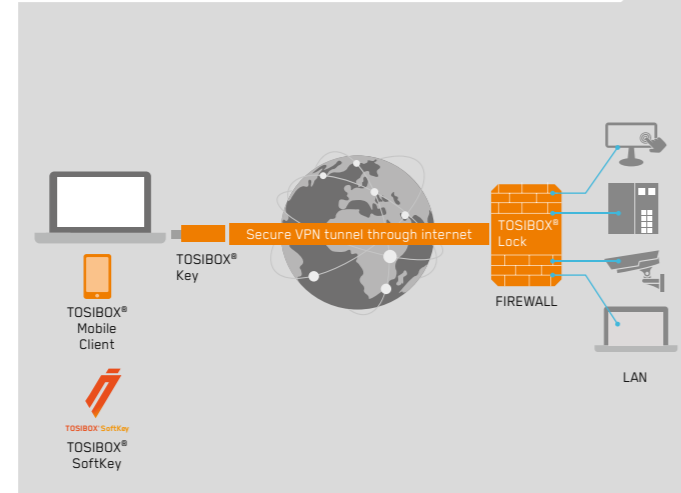 Secure VPN tunnel through internet
TOSIBOX®
Lock
TOSIBOX®
Key
FIREWALL
TOSIBOX®
Mobile
Client
LAN
TOSIBOX® SoftKey
TOSIBOX®
SoftKey